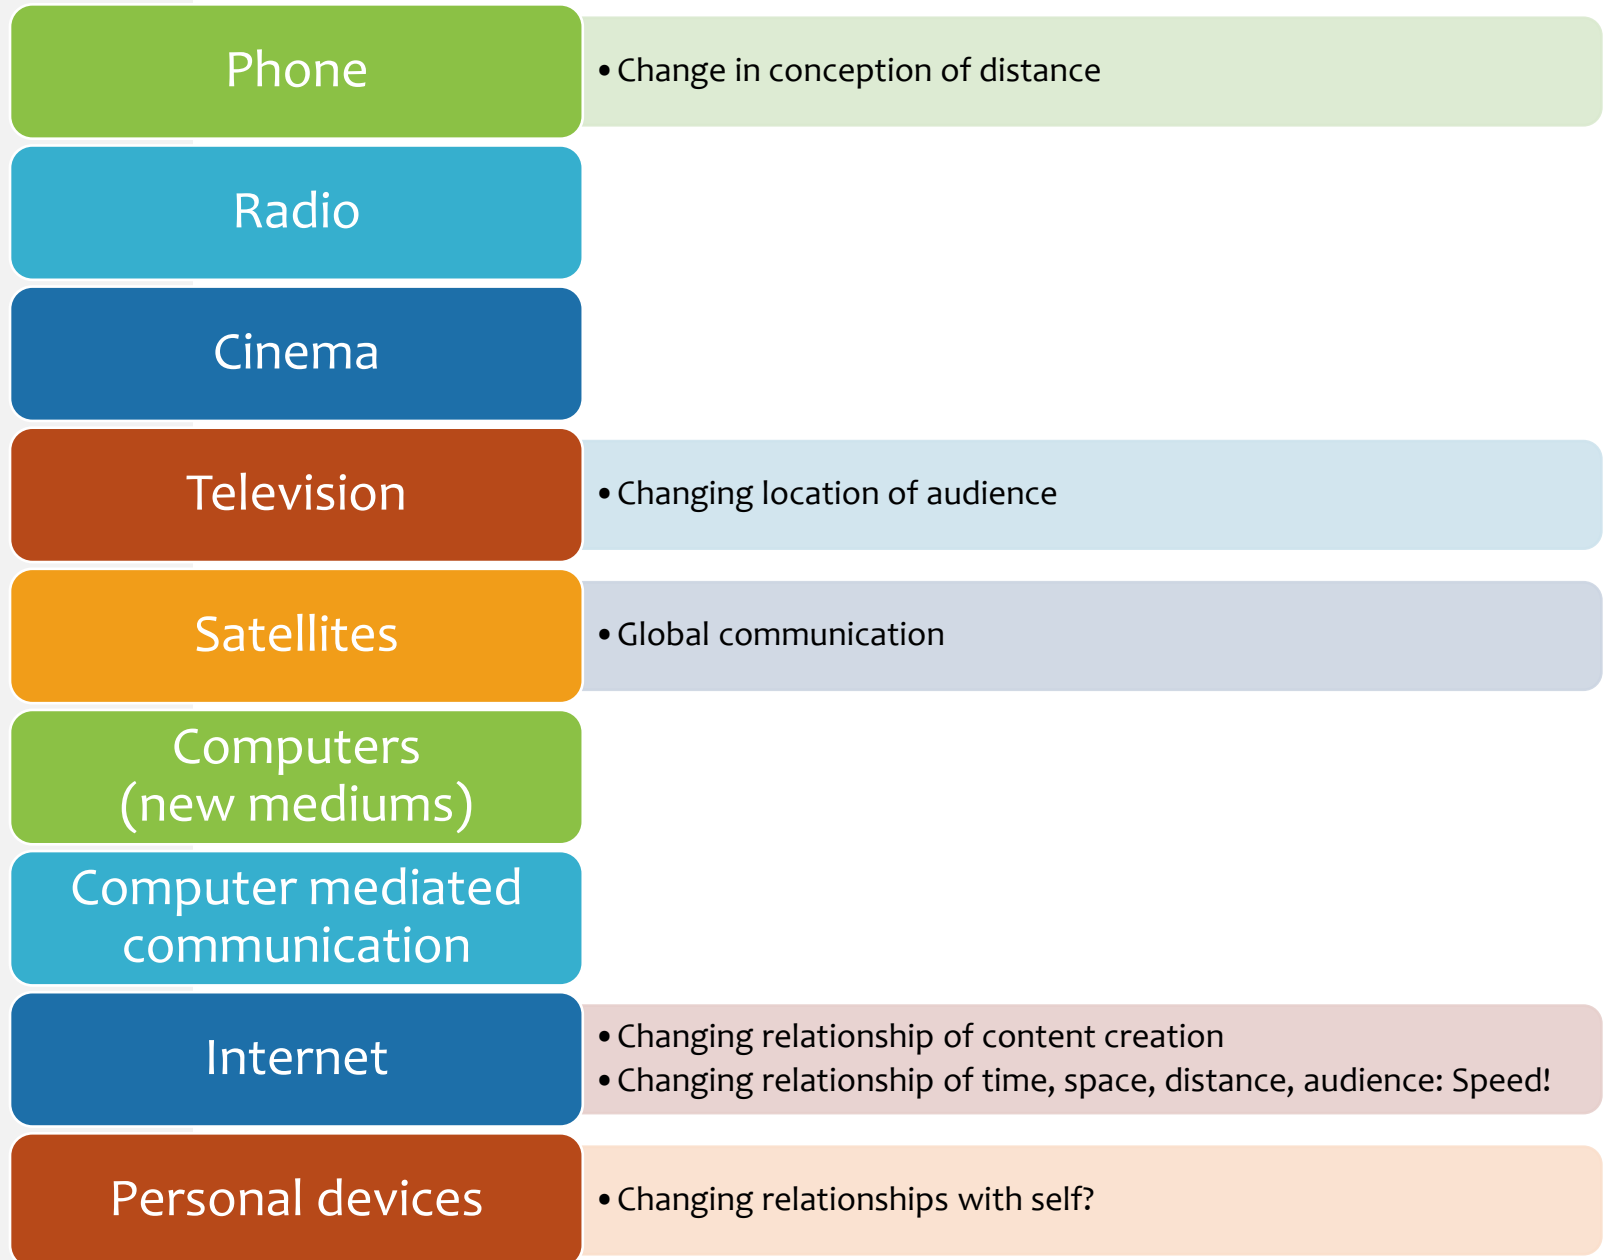 Phone
• Change in conception of distance
Radio
Cinema
Television
• Changing location of audience
Satellites
• Global communication
Computers
(new mediums)
Computer mediated
communication
Internet
• Changing relationship of content creation
• Changing relationship of time, space, distance, audience: Speed!
Personal devices
• Changing relationships with self?